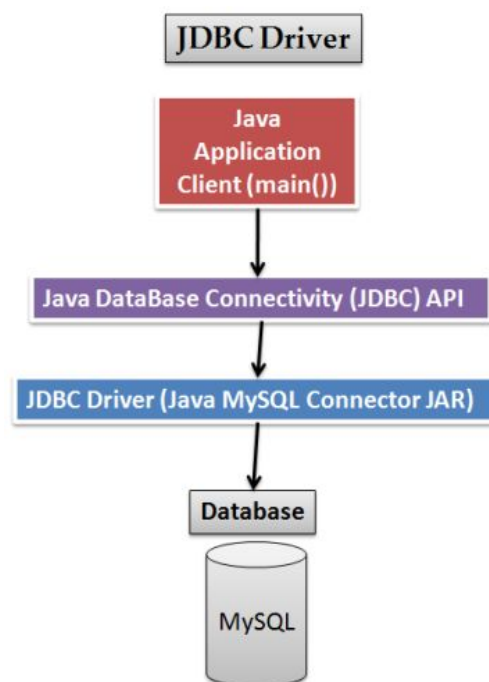 JDBC Driver
Java
Application
Client (main())
Java DataBase Connectivity (JDBC) API
JDBC Driver (Java MySQL Connector JAR)
Database
MySQL